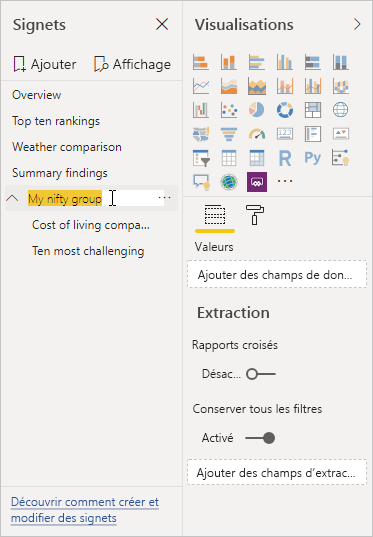 Signets
Ajouter
Affichage
Overview
Top ten rankings
Weather comparison
Summary findings
My nifty group
Cost of living compa...
Ten most challenging
Découvrir comment créer et
modifier des signets
Visualisations
123
R
Py
Valeurs
Ajouter des champs de don...
Extraction
Rapports croisés
Désac...
Conserver tous les filtres
Activé
Ajouter des champs d'extrac...